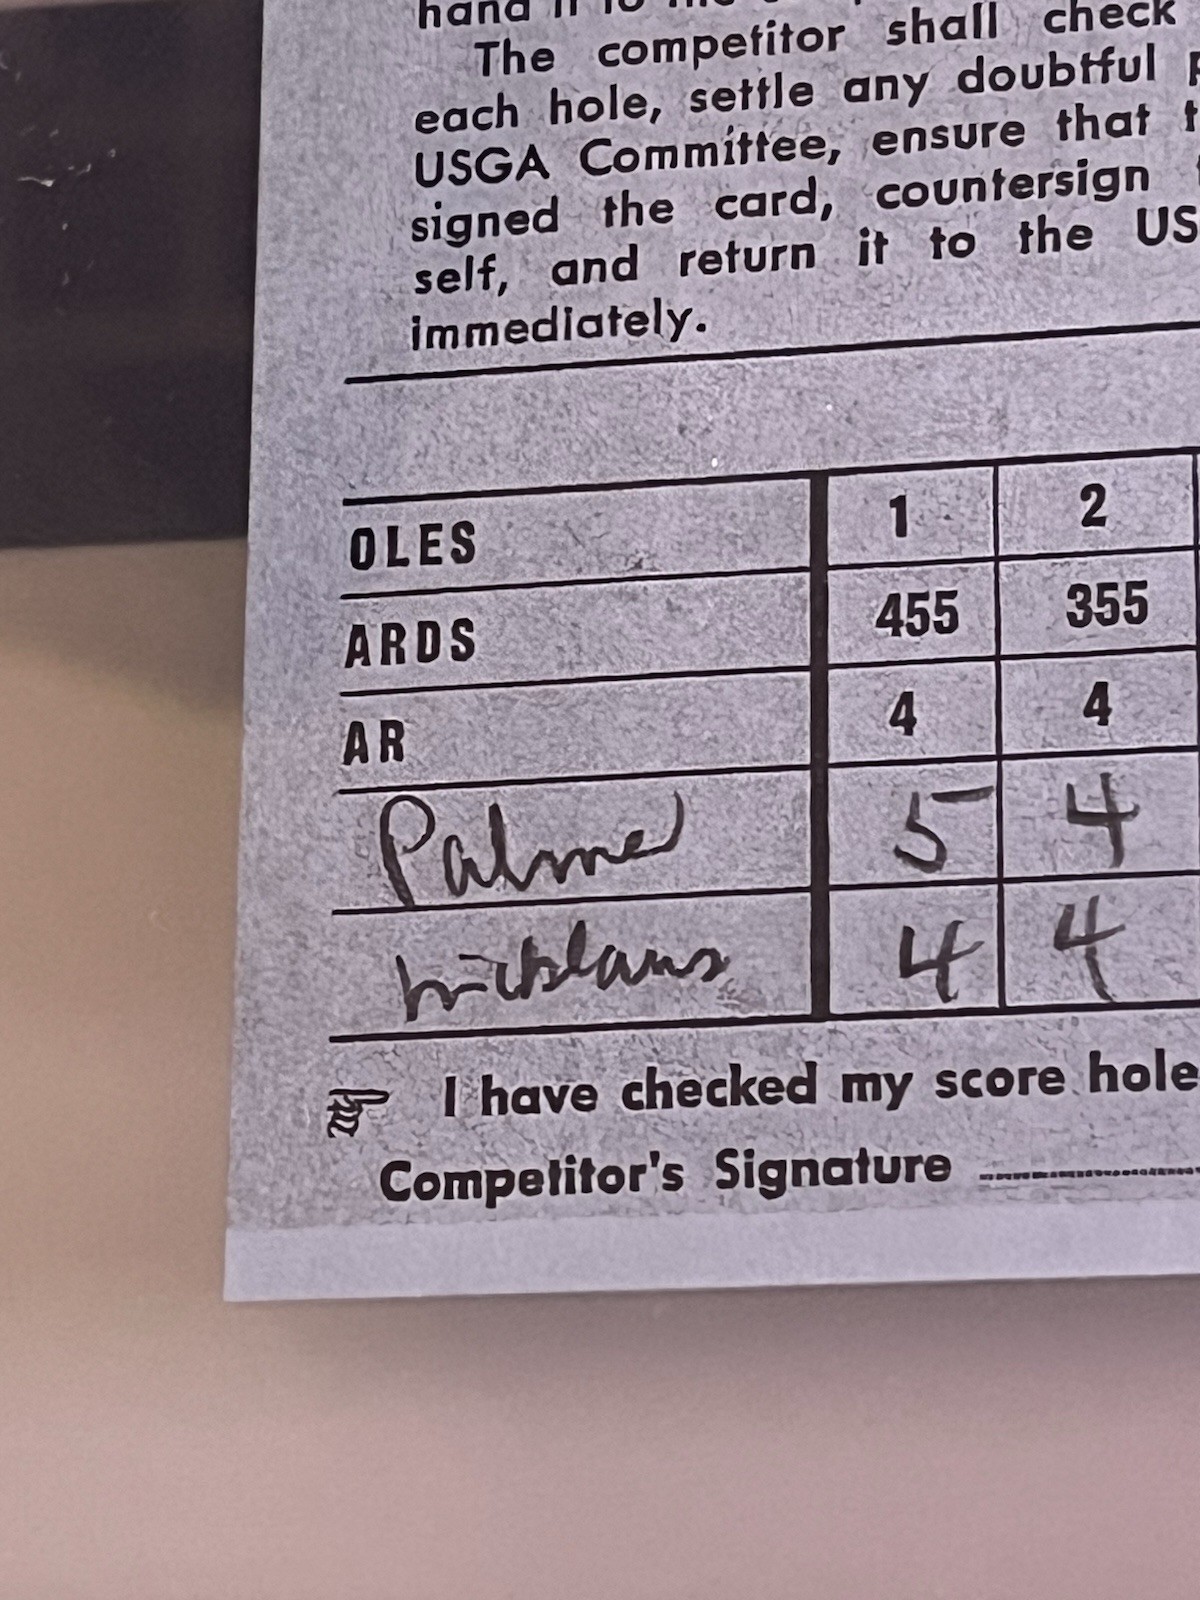 The competitor shall check
each hole, settle any doubtful
USGA Committee, ensure that
signed the card, countersign
self, and return it to the US
immediately.
OLES 1 2
ARDS 455 355
AR 4 4
Palmer 5 4
Nicklaus 4 4
I have checked my score hole
Competitor's Signature